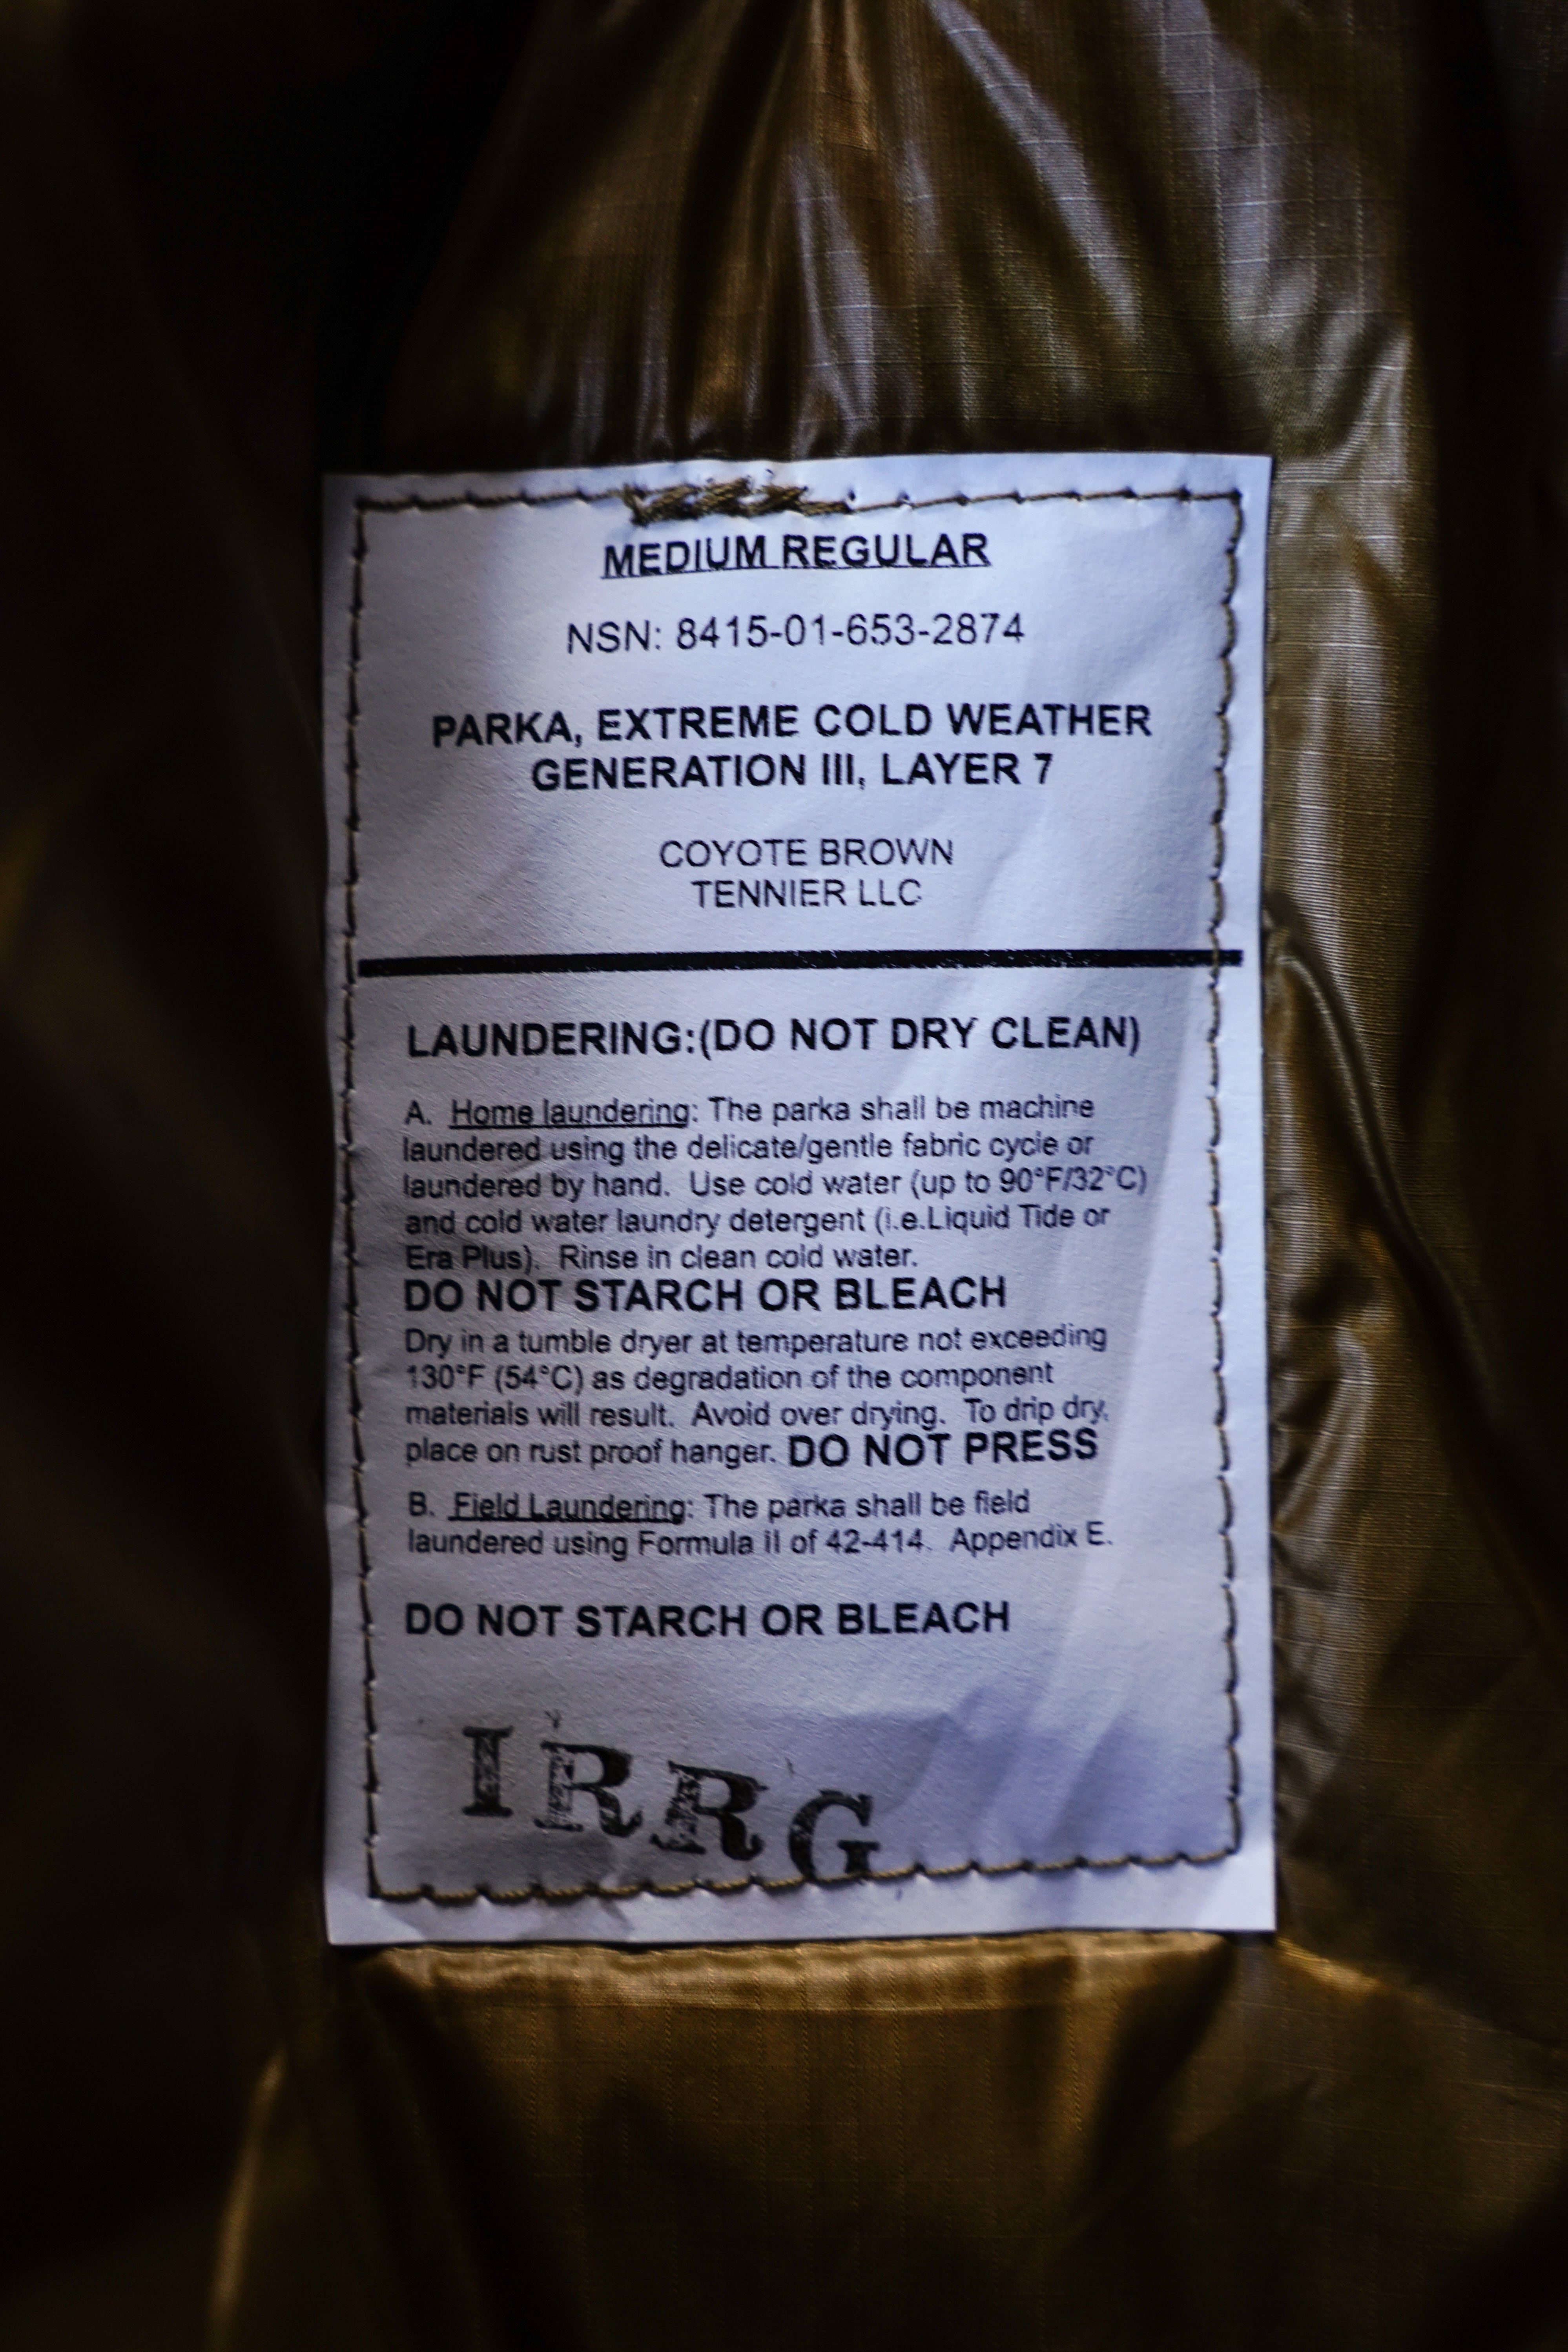 MEDIUM REGULAR
NSN: 8415-01-653-2874
PARKA, EXTREME COLD WEATHER
GENERATION III, LAYER 7
COYOTE BROWN
TENNIER LLC
LAUNDERING:(DO NOT DRY CLEAN)
A. Home laundering: The parka shall be machine
laundered using the delicate/gentle fabric cycle or
laundered by hand. Use cold water (up to 90°F/32°C)
and cold water laundry detergent (i.e.Liquid Tide or
Era Plus). Rinse in clean cold water.
DO NOT STARCH OR BLEACH
Dry in a tumble dryer at temperature not exceeding
130°F (54°C) as degradation of the component
materials will result. Avoid over drying. To drip dry,
place on rust proof hanger. DO NOT PRESS
B. Field Laundering: The parka shall be field
laundered using Formula II of 42-414. Appendix E.
DO NOT STARCH OR BLEACH
IRRG